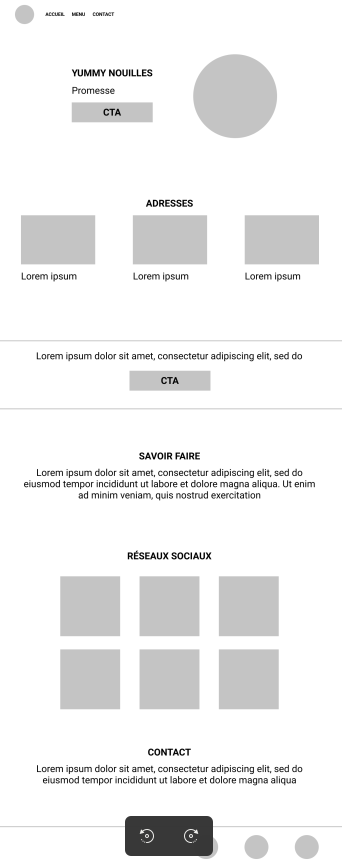 ACCUEIL MENU CONTACT
YUMMY NOUILLES
Promesse
CTA
ADRESSES
Lorem ipsum Lorem ipsum Lorem ipsum
Lorem ipsum dolor sit amet, consectetur adipiscing elit, sed do
CTA
SAVOIR FAIRE
Lorem ipsum dolor sit amet, consectetur adipiscing elit, sed do
eiusmod tempor incididunt ut labore et dolore magna aliqua. Ut enim
ad minim veniam, quis nostrud exercitation
RÉSEAUX SOCIAUX
CONTACT
Lorem ipsum dolor sit amet, consectetur adipiscing elit, sed do
eiusmod tempor incididunt ut labore et dolore magna aliqua